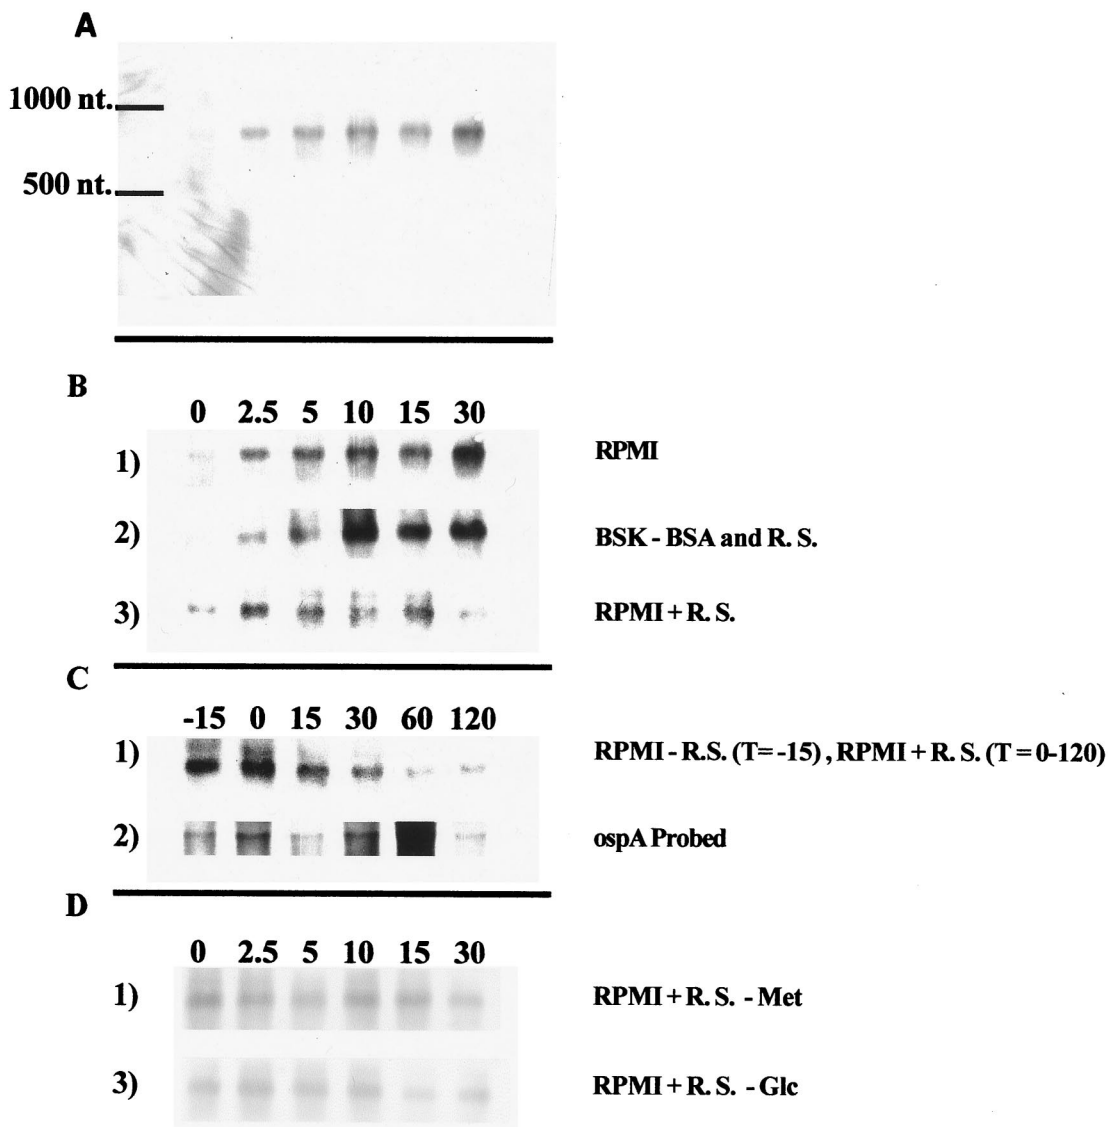 A
1000 nt.
500 nt.
B
0 2.5 5 10 15 30
1) RPMI
2) BSK - BSA and R. S.
3) RPMI + R. S.
C
-15 0 15 30 60 120
1) RPMI - R.S. (T= -15) , RPMI + R. S. (T = 0-120)
2) ospA Probed
D
0 2.5 5 10 15 30
1) RPMI + R. S. - Met
3) RPMI + R. S. - Glc